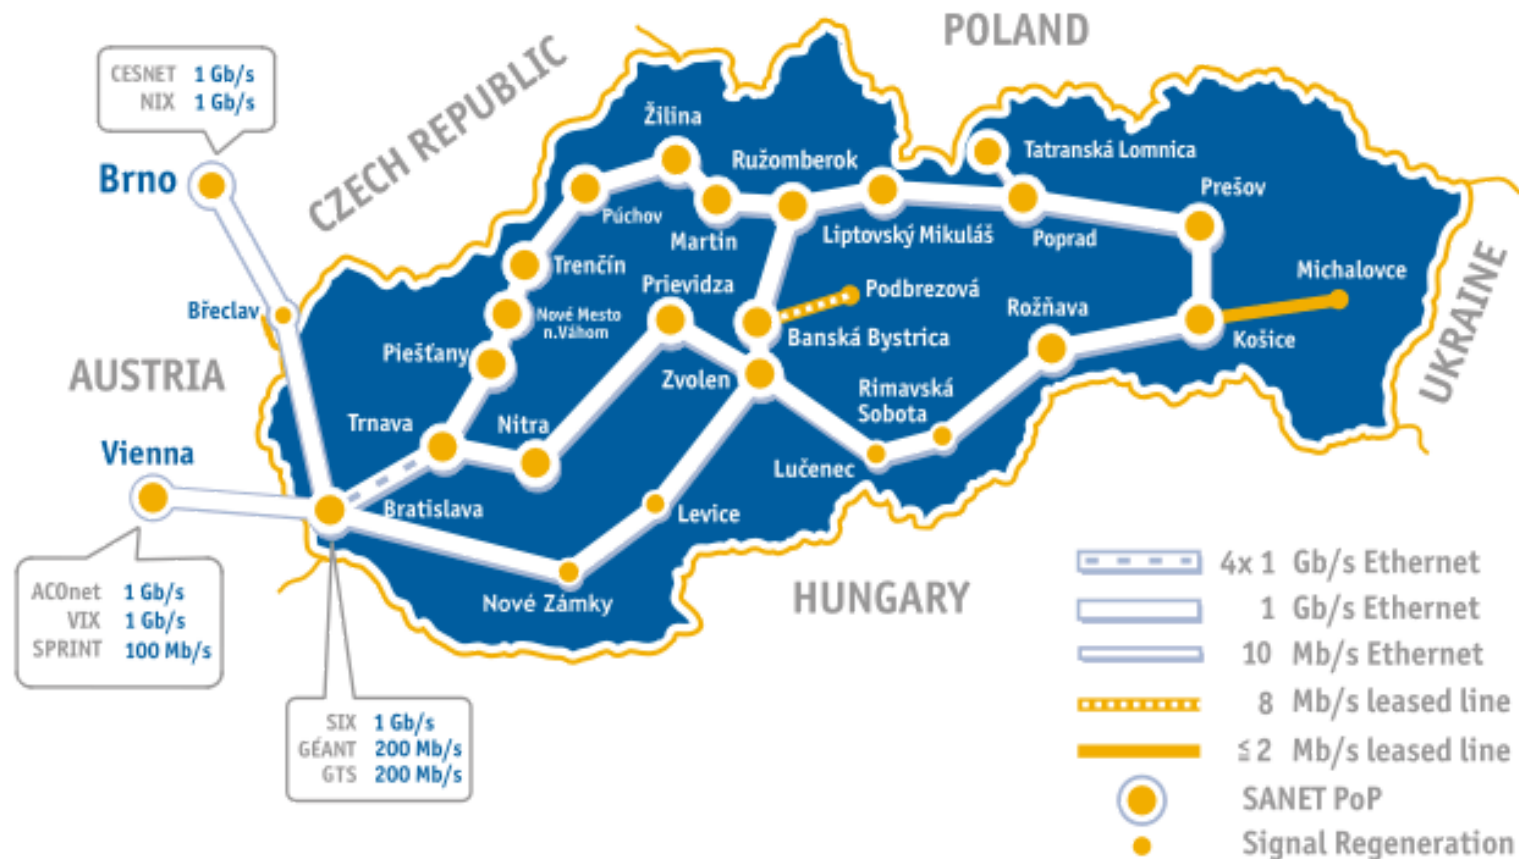 POLAND
CZECH REPUBLIC
CESNET 1 Gb/s
NIX 1 Gb/s
Brno
Žilina
Ružomberok
Tatranská Lomnica
Prešov
Púchov
Martin
Liptovský Mikuláš
Poprad
Trenčín
Prievidza
Podbrezová
Michalovce
UKRAINE
Břeclav
Nové Mesto
n.Váhom
Banská Bystrica
Rožňava
Košice
AUSTRIA
Piešťany
Zvolen
Rimavská
Sobota
Trnava
Nitra
Lučenec
Vienna
Bratislava
Levice
Nové Zámky
HUNGARY
ACOnet 1 Gb/s
VIX 1 Gb/s
SPRINT 100 Mb/s
SIX 1 Gb/s
GÉANT 200 Mb/s
GTS 200 Mb/s
4x 1 Gb/s Ethernet
1 Gb/s Ethernet
10 Mb/s Ethernet
8 Mb/s leased line
≦2 Mb/s leased line
SANET PoP
Signal Regeneration